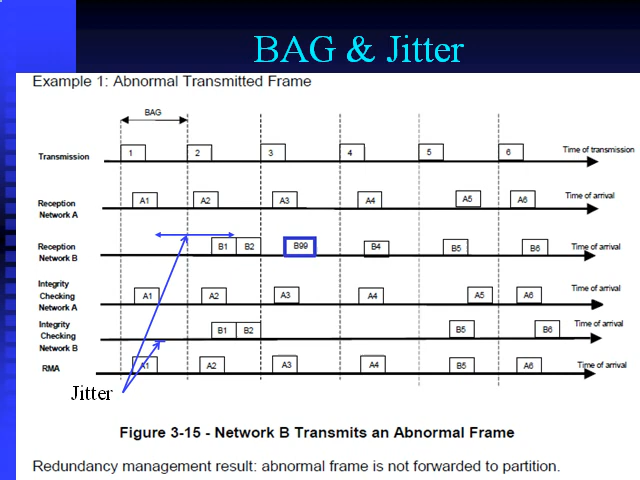 BAG & Jitter
Example 1: Abnormal Transmitted Frame
BAG
Transmission 1 2 3 4 5 6 Time of transmission
Reception
Network A
A1 A2 A3 A4 A5 A6 Time of arrival
Reception
Network B
B1 B2 B99 B4 B5 B6 Time of arrival
Integrity
Checking
Network A
A1 A2 A3 A4 A5 A6 Time of arrival
Integrity
Checking
Network B
B1 B2 B5 B6 Time of arrival
RMA A1 A2 A3 A4 B5 A6 Time of arrival
Jitter
Figure 3-15 - Network B Transmits an Abnormal Frame
Redundancy management result: abnormal frame is not forwarded to partition.